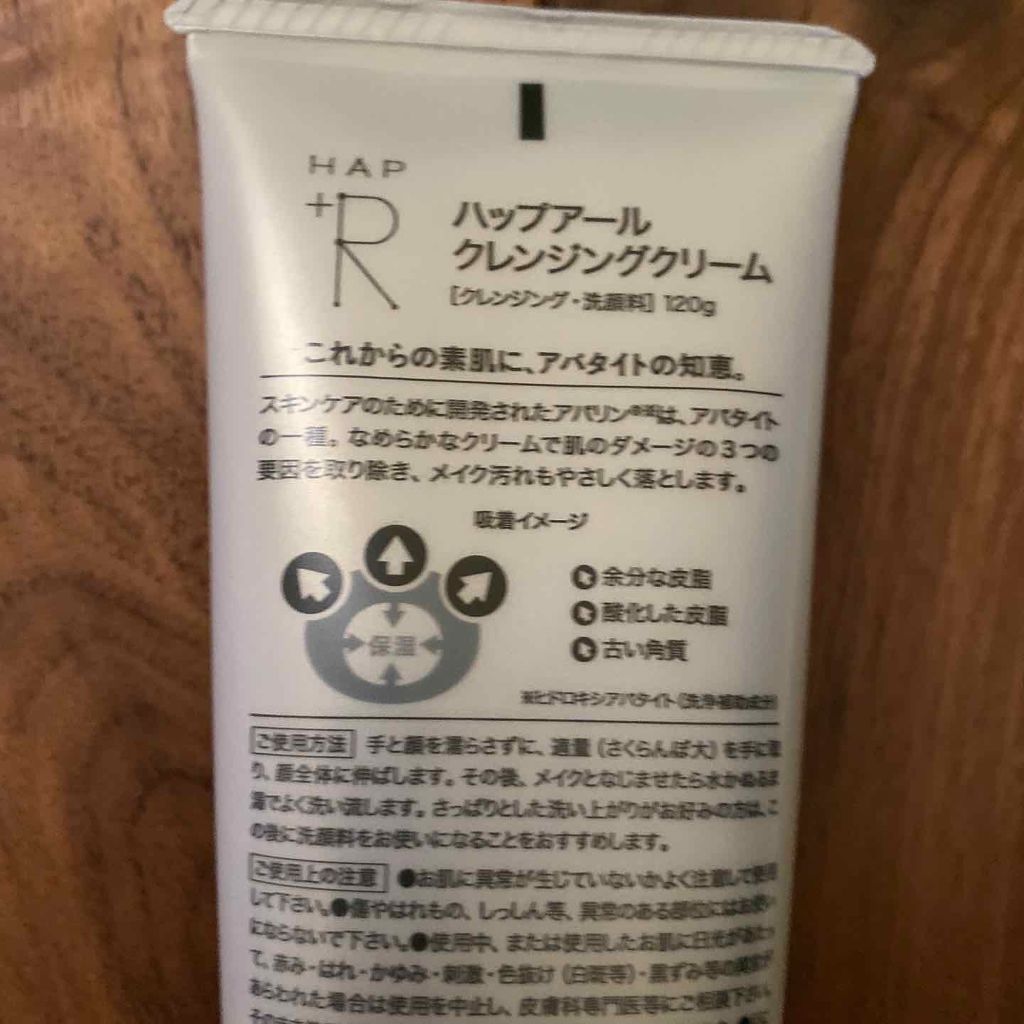 HAP
+R
ハップアール
クレンジングクリーム
[クレンジング・洗顔料] 120g
これからの素肌に、アパタイトの知恵。
スキンケアのために開発されたアパリン®※は、アパタイト
の一種。なめらかなクリームで肌のダメージの3つの
要因を取り除き、メイク汚れもやさしく落とします。
吸着イメージ
余分な皮脂
酸化した皮脂
古い角質
保湿
※ヒドロキシアパタイト(洗浄補助成分)
ご使用方法 手と顔を濡らさずに、適量(さくらんぼ大)を手に取
り、顔全体に伸ばします。その後、メイクとなじませたら水かぬるま
湯でよく洗い流します。さっぱりとした洗い上がりがお好みの方は、こ
の後に洗顔料をお使いになることをおすすめします。
ご使用上の注意 ●お肌に異常が生じていないかよく注意して使用
して下さい。●傷やはれもの、しっしん等、異常のある部位にはお使い
にならないで下さい。●使用中、または使用したお肌に日光があたっ
て、赤み・はれ・かゆみ・刺激・色抜け(白斑等)・黒ずみ等の異常が
あらわれた場合は使用を中止し、皮膚科専門医等にご相談下さい。